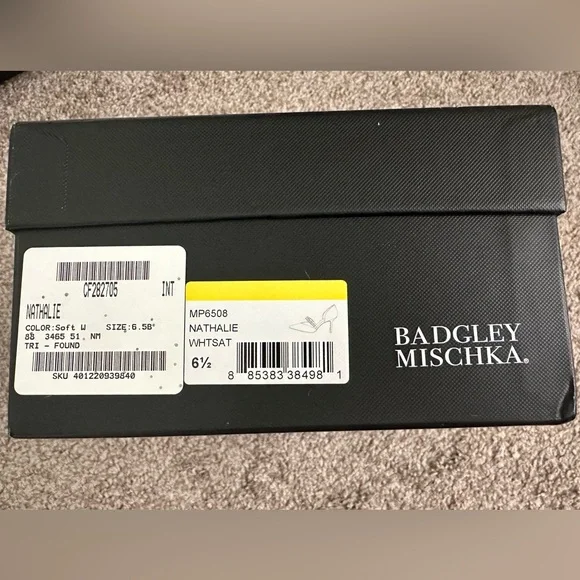 CF282705 INT
NATHALIE
COLOR:Soft W SIZE:6.5B
88 3465 51. NM
TRI - FOUND
SKU 401220939840
MP6508
NATHALIE
WHTSAT
6½
8 85383 38498 1
BADGLEY
MISCHKA®